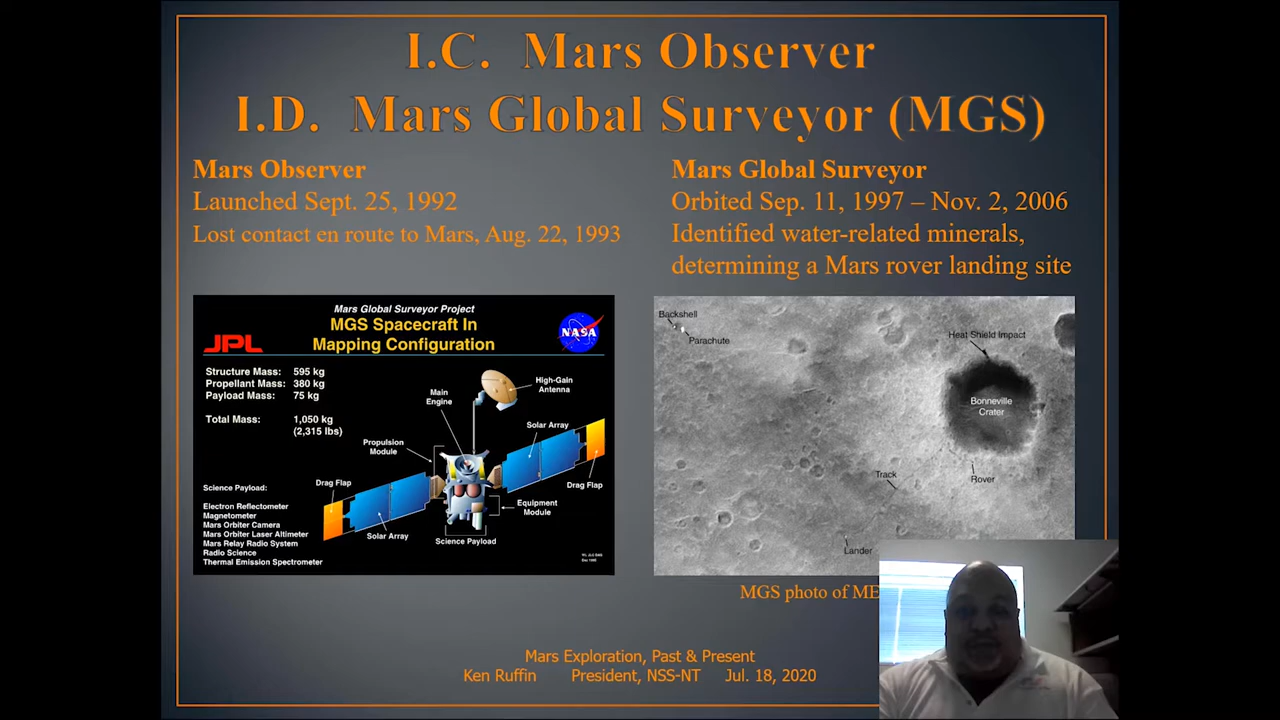 I.C. Mars Observer
I.D. Mars Global Surveyor (MGS)
Mars Observer
Launched Sept. 25, 1992
Lost contact en route to Mars, Aug. 22, 1993
Mars Global Surveyor
Orbited Sep. 11, 1997 – Nov. 2, 2006
Identified water-related minerals,
determining a Mars rover landing site
Mars Global Surveyor Project
MGS Spacecraft In
Mapping Configuration
JPL
NASA
Structure Mass: 595 kg
Propellant Mass: 380 kg
Payload Mass: 75 kg
Total Mass: 1,050 kg
(2,315 lbs)
Main
Engine
High-Gain
Antenna
Solar Array
Propulsion
Module
Drag Flap
Drag Flap
Science Payload:
Electron Reflectometer
Magnetometer
Mars Orbiter Camera
Mars Orbiter Laser Altimeter
Mars Relay Radio System
Radio Science
Thermal Emission Spectrometer
Equipment
Module
Solar Array
Science Payload
Backshell
Parachute
Heat Shield Impact
Bonneville
Crater
Track
Rover
Lander
MGS photo of
Mars Exploration, Past & Present
Ken Ruffin President, NSS-NT Jul. 18, 2020